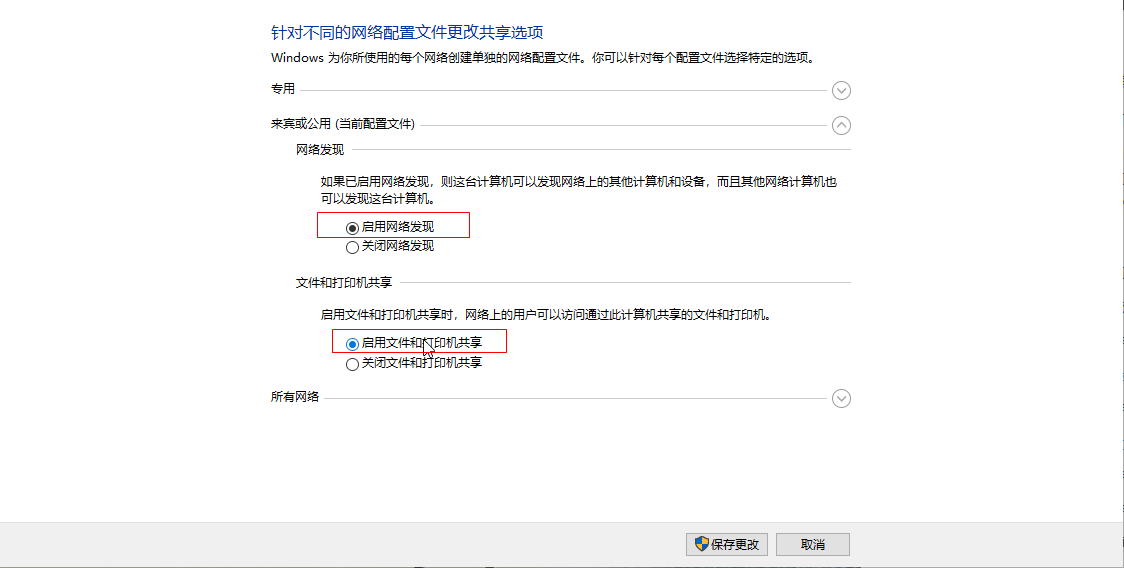 针对不同的网络配置文件更改共享选项
Windows 为你所使用的每个网络创建单独的网络配置文件。你可以针对每个配置文件选择特定的选项。
专用
来宾或公用 (当前配置文件)
网络发现
如果已启用网络发现，则这台计算机可以发现网络上的其他计算机和设备，而且其他网络计算机也
可以发现这台计算机。
启用网络发现
关闭网络发现
文件和打印机共享
启用文件和打印机共享时，网络上的用户可以访问通过此计算机共享的文件和打印机。
启用文件和打印机共享
关闭文件和打印机共享
所有网络
保存更改
取消